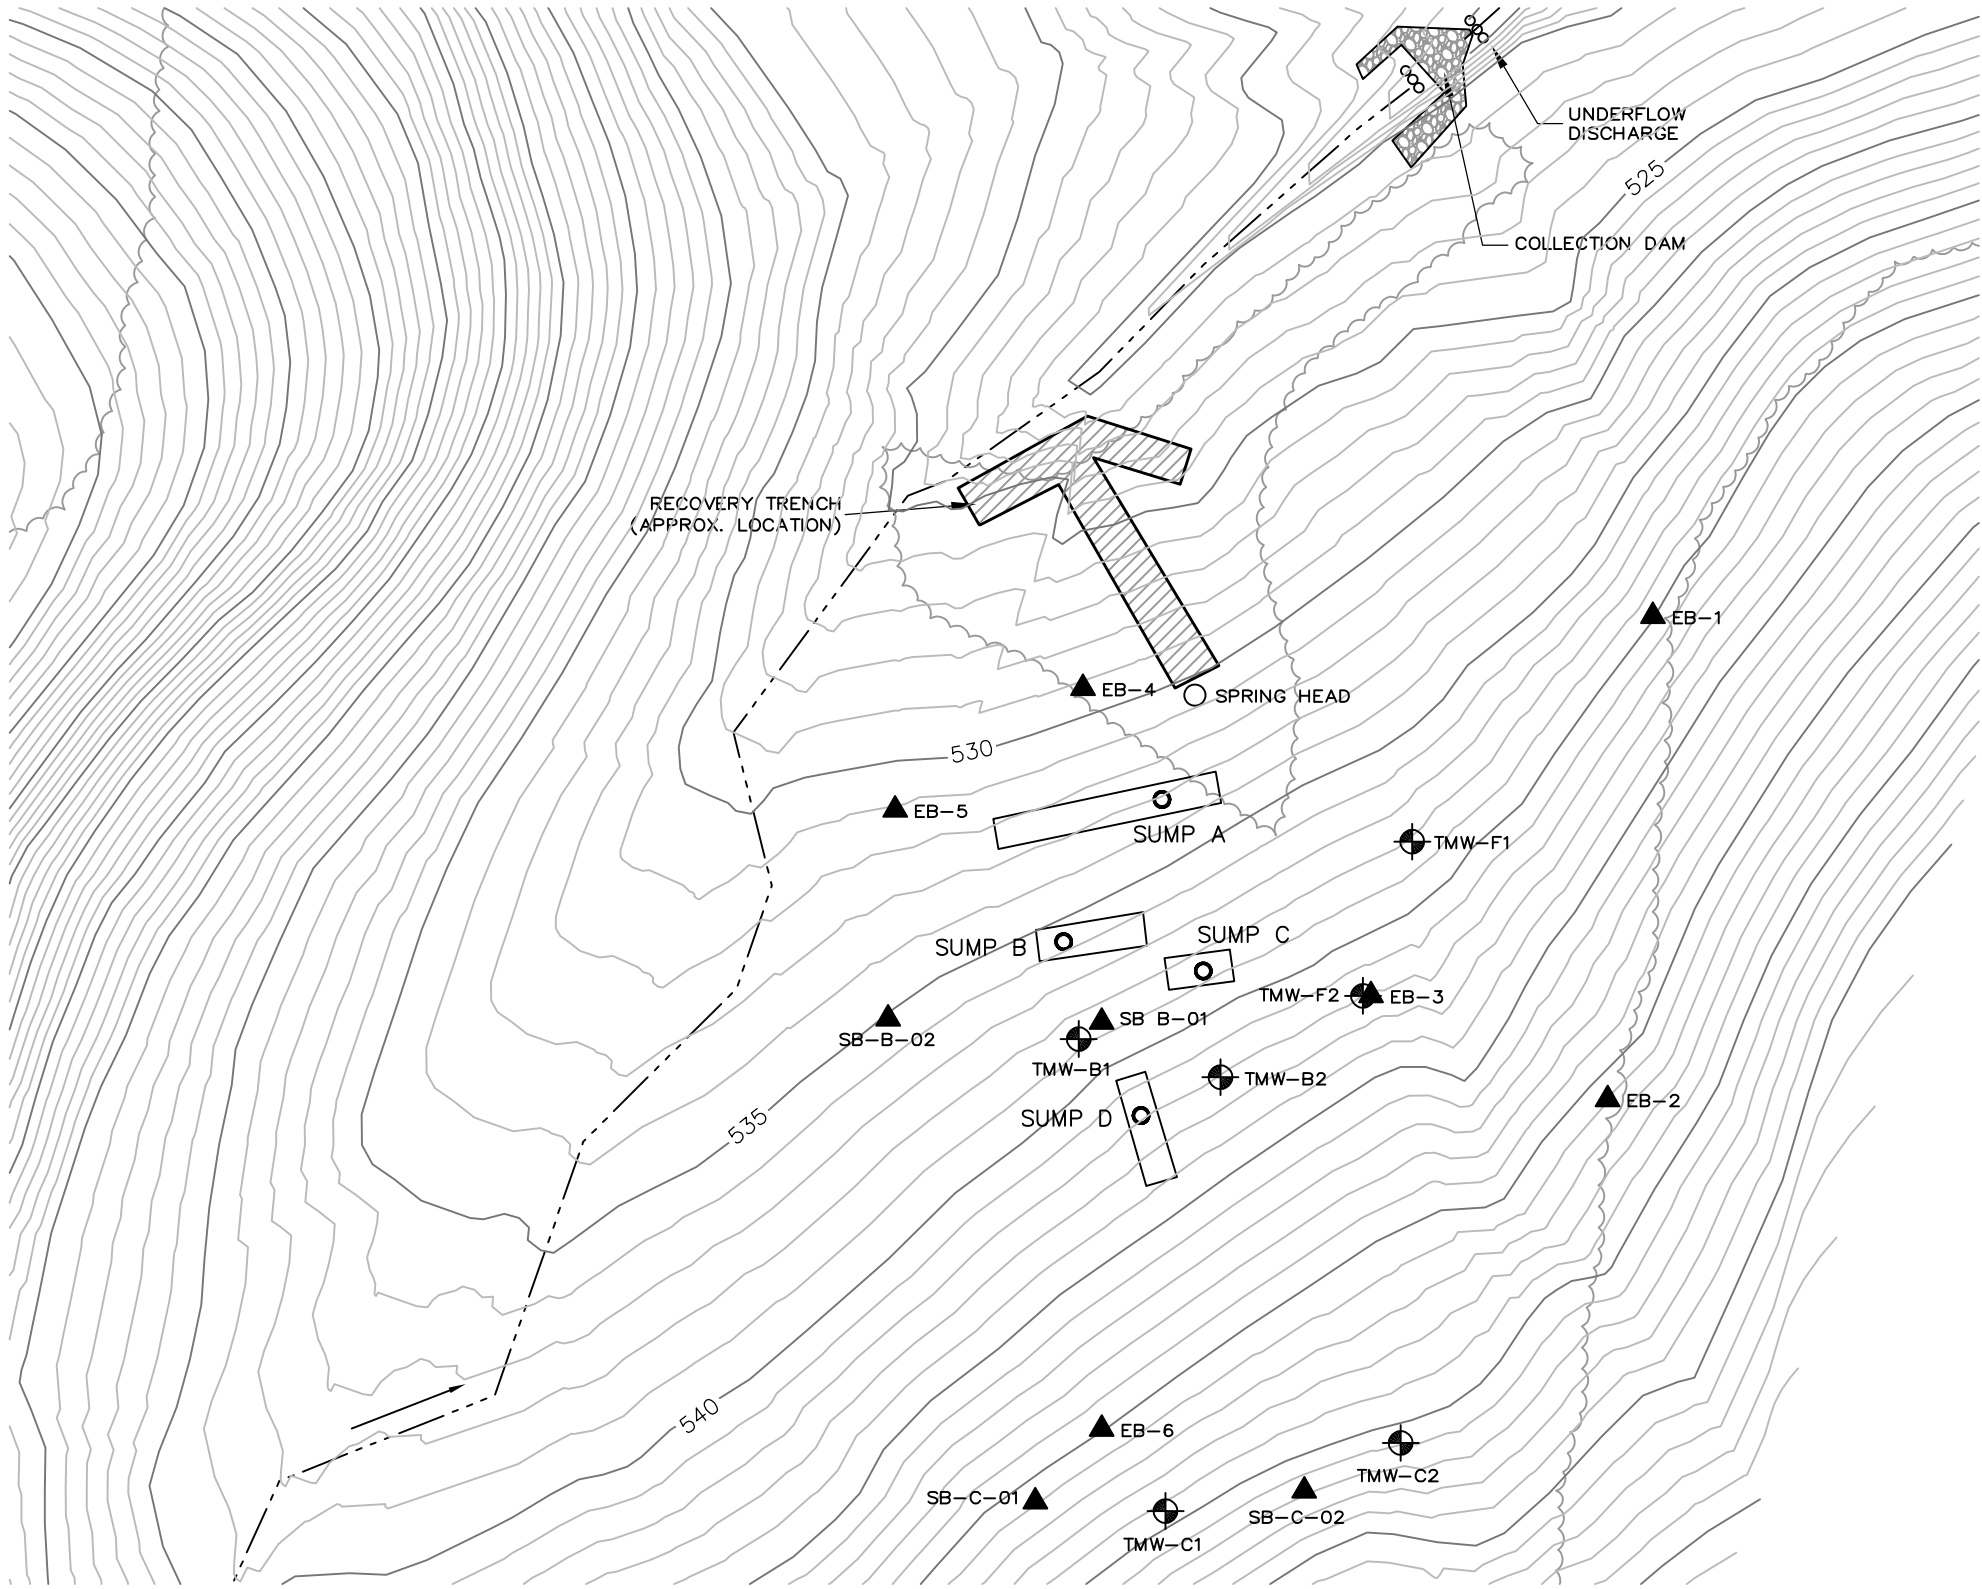 UNDERFLOW
DISCHARGE
525
COLLECTION DAM
RECOVERY TRENCH
(APPROX. LOCATION)
EB-1
EB-4
SPRING HEAD
530
EB-5
SUMP A
TMW-F1
SUMP B
SUMP C
TMW-F2
EB-3
SB-B-02
SB B-01
TMW-B1
TMW-B2
SUMP D
EB-2
535
540
EB-6
SB-C-01
TMW-C1
SB-C-02
TMW-C2